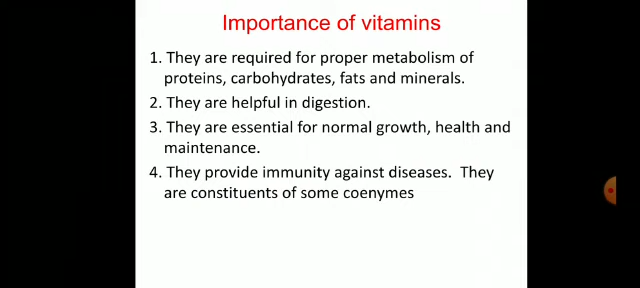 Importance of vitamins
1. They are required for proper metabolism of
proteins, carbohydrates, fats and minerals.
2. They are helpful in digestion.
3. They are essential for normal growth, health and
maintenance.
4. They provide immunity against diseases. They
are constituents of some coenymes